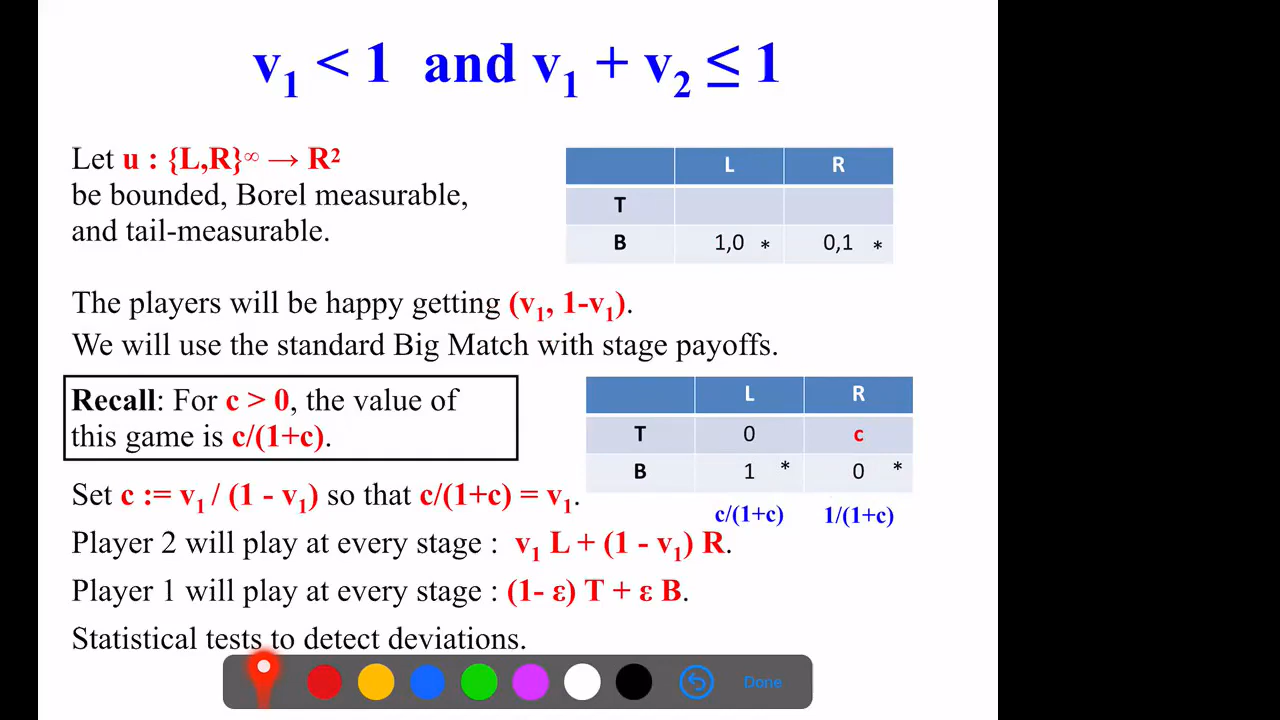 v₁ < 1 and v₁ + v₂ ≤ 1
Let u : {L,R}∞ → R²
be bounded, Borel measurable,
and tail-measurable.
L R
T
B 1,0 * 0,1 *
The players will be happy getting (v₁, 1-v₁).
We will use the standard Big Match with stage payoffs.
Recall: For c > 0, the value of
this game is c/(1+c).
L R
T 0 c
B 1 * 0 *
c/(1+c) 1/(1+c)
Set c := v₁ / (1 - v₁) so that c/(1+c) = v₁.
Player 2 will play at every stage : v₁ L + (1 - v₁) R.
Player 1 will play at every stage : (1- ε) T + ε B.
Statistical tests to detect deviations.
Done